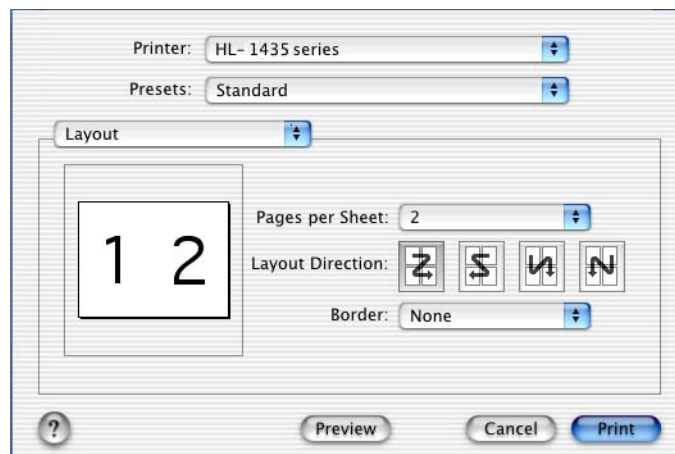 Printer: HL- 1435 series
Presets: Standard
Layout
1 2
Pages per Sheet: 2
Layout Direction:
Border: None
? Preview Cancel Print